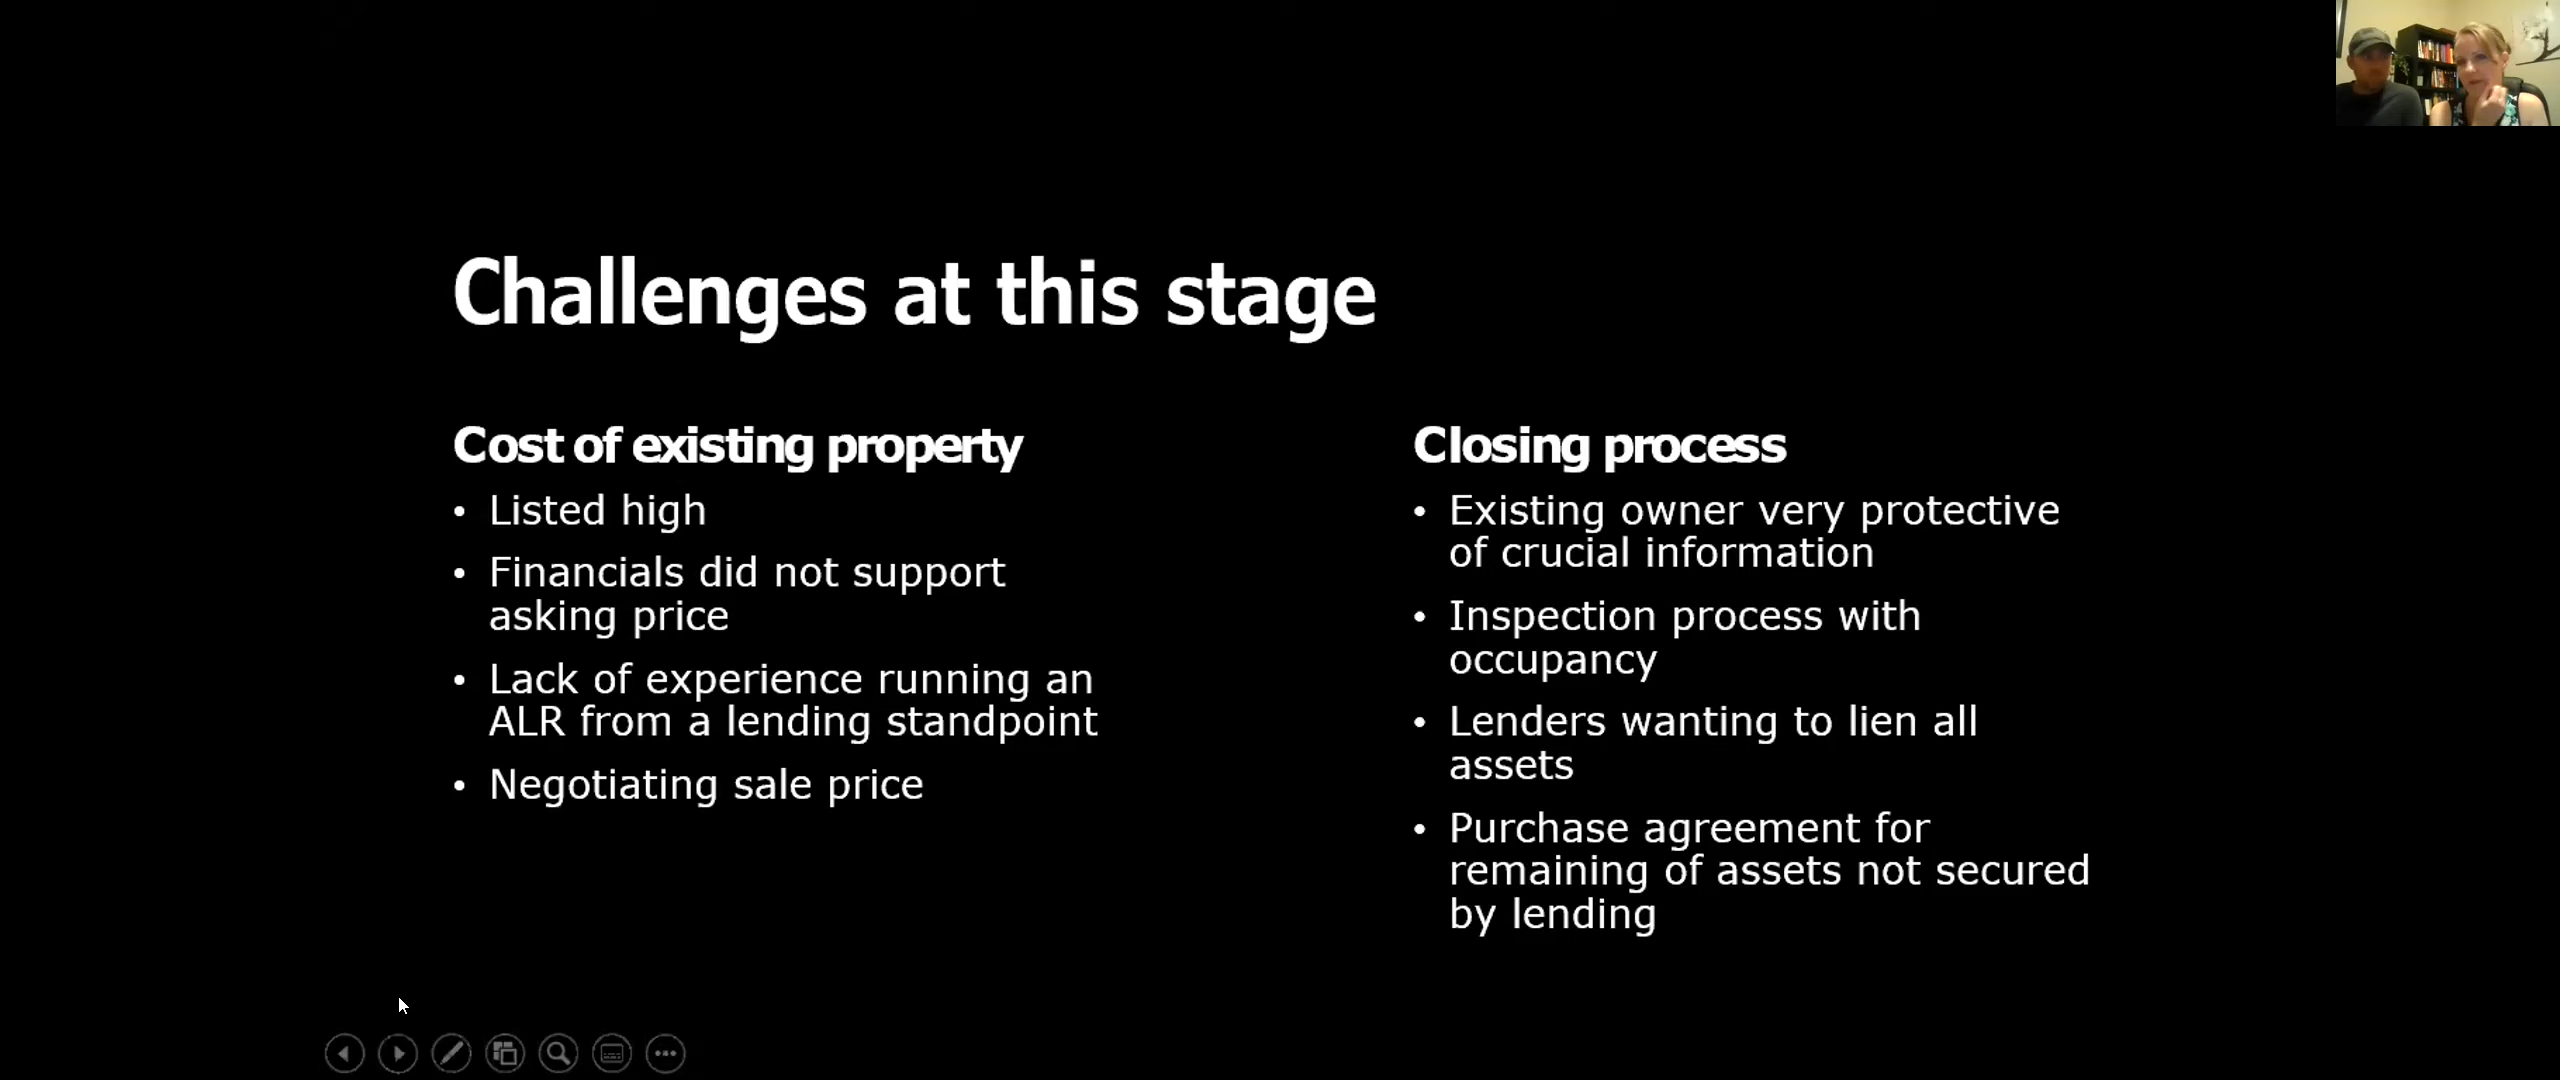 Challenges at this stage
Cost of existing property
• Listed high
• Financials did not support
asking price
• Lack of experience running an
ALR from a lending standpoint
• Negotiating sale price
Closing process
• Existing owner very protective
of crucial information
• Inspection process with
occupancy
• Lenders wanting to lien all
assets
• Purchase agreement for
remaining of assets not secured
by lending